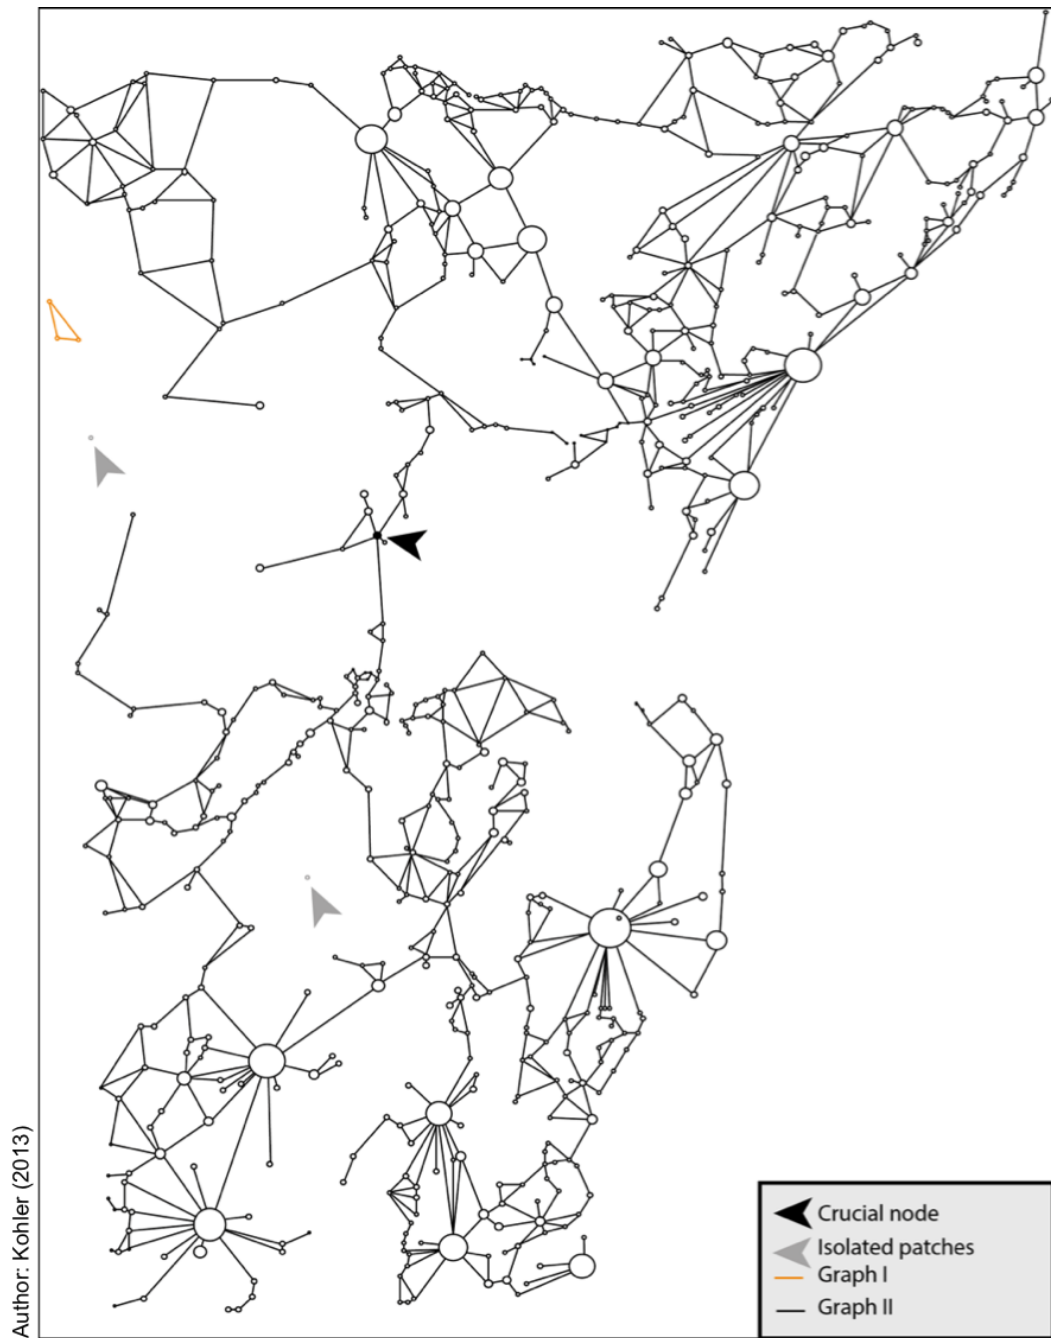 Author: Kohler (2013)
Crucial node
Isolated patches
Graph I
Graph II